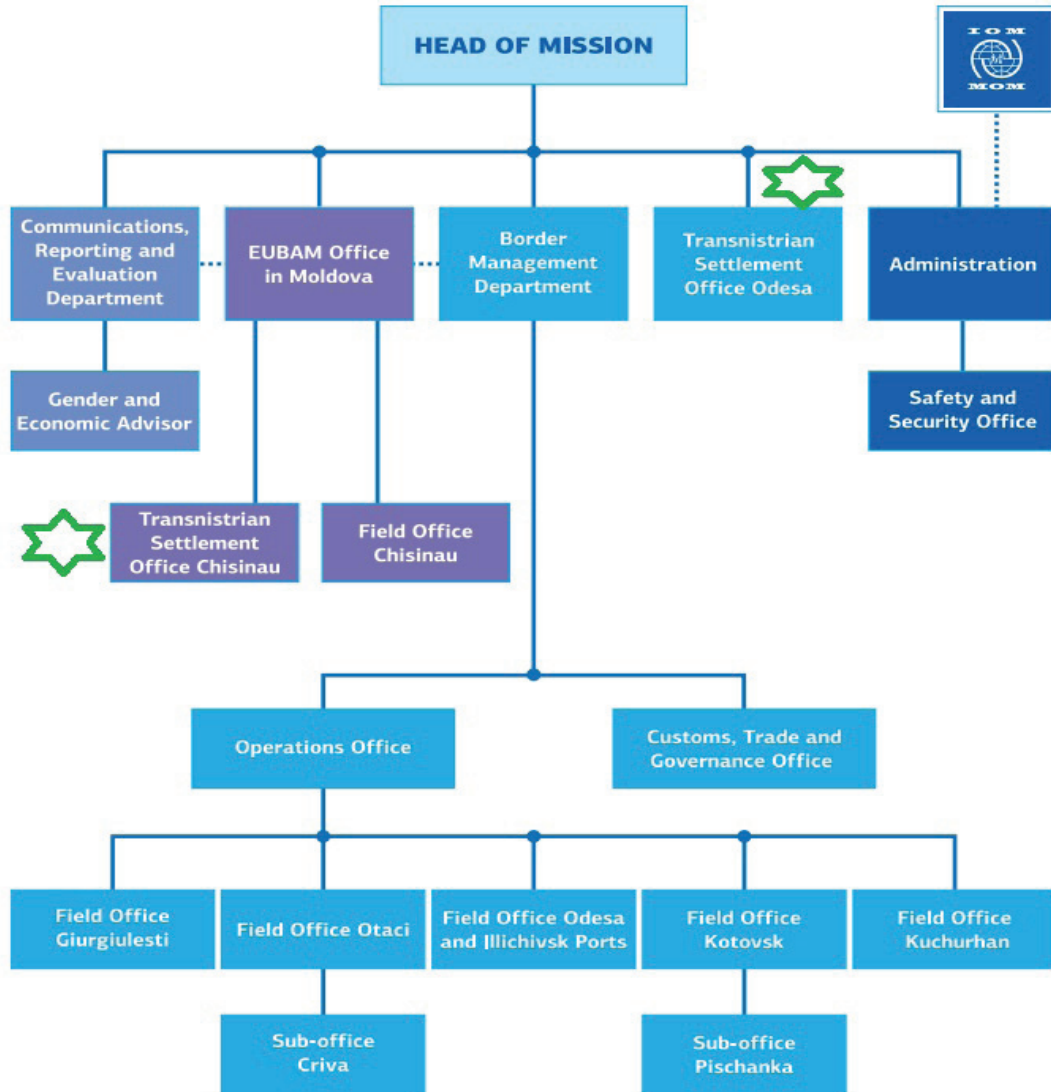 HEAD OF MISSION
IOM
MOM
Communications,
Reporting and
Evaluation
Department
EUBAM Office
in Moldova
Border
Management
Department
Transnistrian
Settlement
Office Odesa
Administration
Gender and
Economic Advisor
Safety and
Security Office
Transnistrian
Settlement
Office Chisinau
Field Office
Chisinau
Operations Office
Customs, Trade and
Governance Office
Field Office
Giurgiulesti
Field Office Otaci
Field Office Odesa
and Illichivsk Ports
Field Office
Kotovsk
Field Office
Kuchurhan
Sub-office
Criva
Sub-office
Pischanka